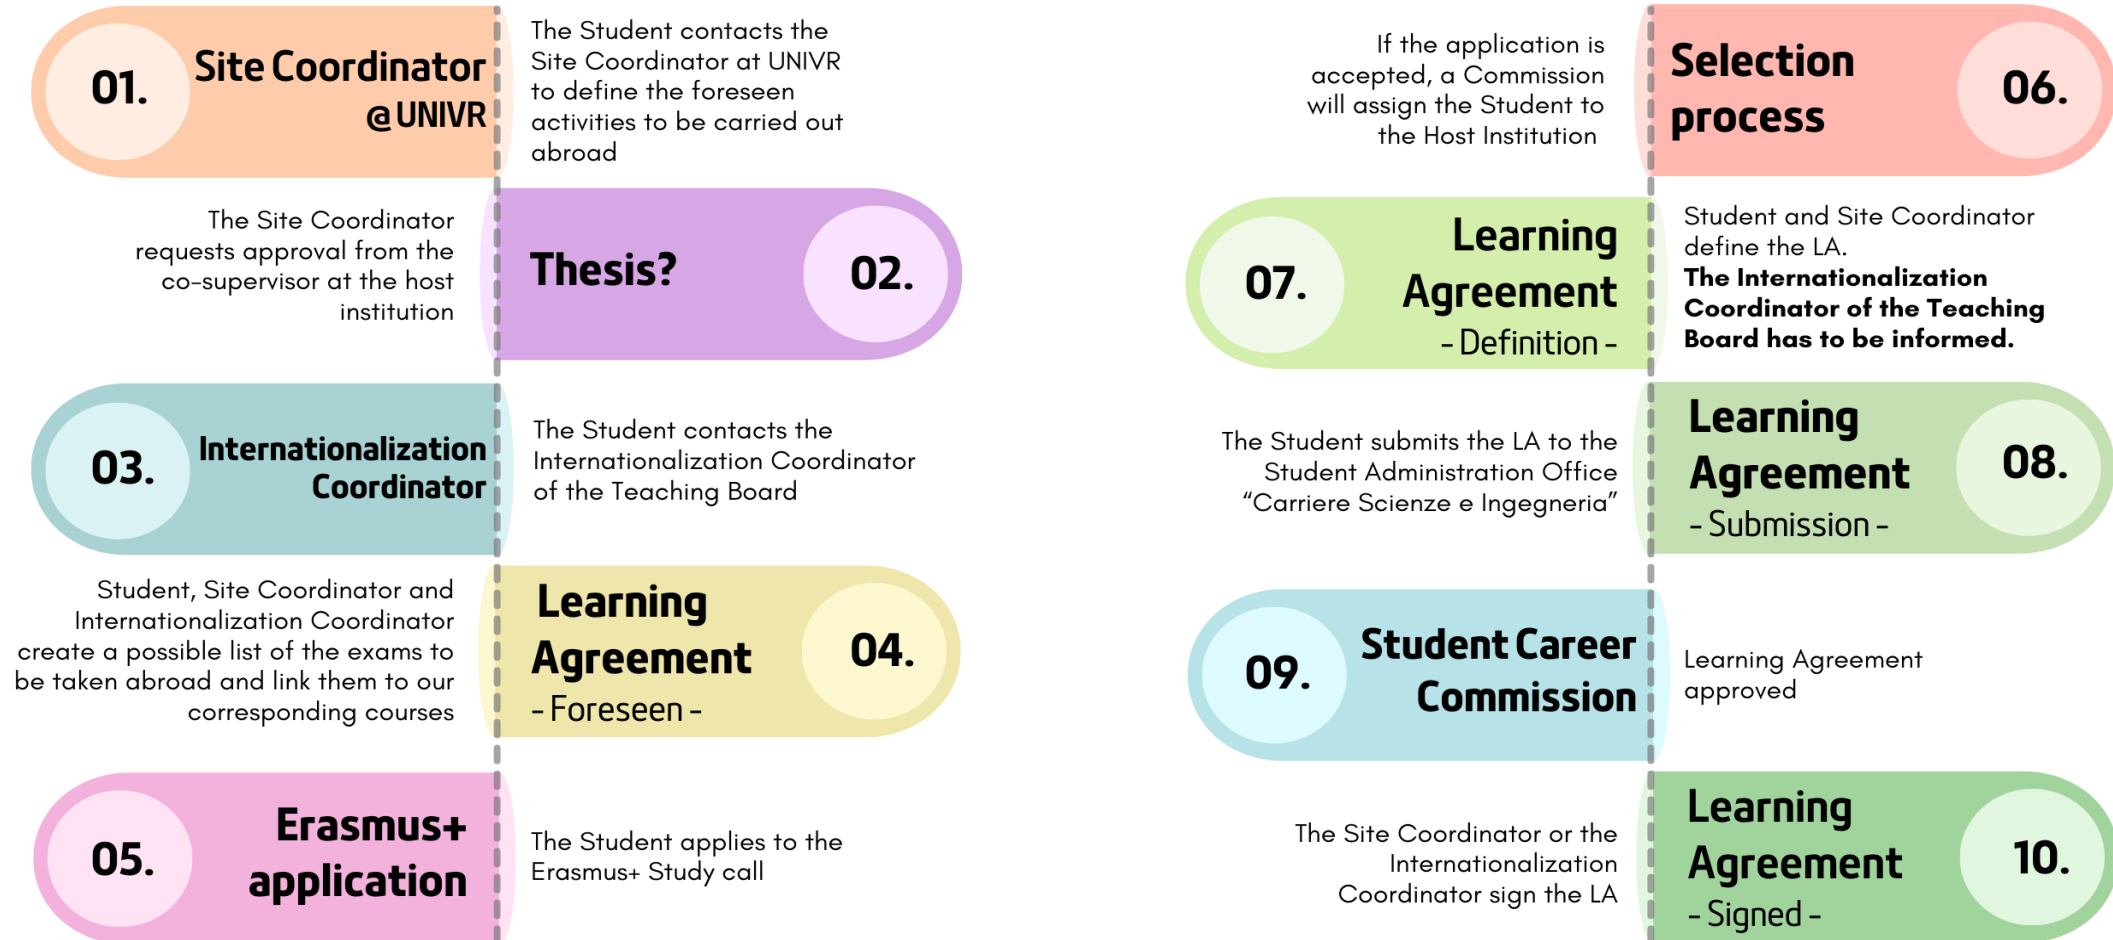 01.
Site Coordinator
@UNIVR
The Student contacts the
Site Coordinator at UNIVR
to define the foreseen
activities to be carried out
abroad
The Site Coordinator
requests approval from the
co-supervisor at the host
institution
Thesis?
02.
03.
Internationalization
Coordinator
The Student contacts the
Internationalization Coordinator
of the Teaching Board
Student, Site Coordinator and
Internationalization Coordinator
create a possible list of the exams to
be taken abroad and link them to our
corresponding courses
Learning
Agreement
- Foreseen -
04.
05.
Erasmus+
application
The Student applies to the
Erasmus+ Study call
If the application is
accepted, a Commission
will assign the Student to
the Host Institution
Selection
process
06.
07.
Learning
Agreement
- Definition -
Student and Site Coordinator
define the LA.
The Internationalization
Coordinator of the Teaching
Board has to be informed.
The Student submits the LA to the
Student Administration Office
“Carriere Scienze e Ingegneria”
Learning
Agreement
- Submission -
08.
09.
Student Career
Commission
Learning Agreement
approved
The Site Coordinator or the
Internationalization
Coordinator sign the LA
Learning
Agreement
- Signed -
10.